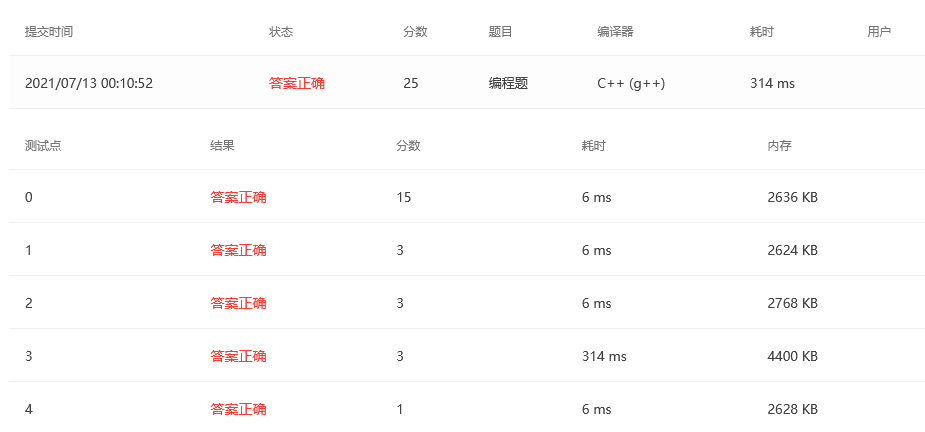 提交时间 状态 分数 题目 编译器 耗时 用户
2021/07/13 00:10:52 答案正确 25 编程题 C++ (g++) 314 ms
测试点 结果 分数 耗时 内存
0 答案正确 15 6 ms 2636 KB
1 答案正确 3 6 ms 2624 KB
2 答案正确 3 6 ms 2768 KB
3 答案正确 3 314 ms 4400 KB
4 答案正确 1 6 ms 2628 KB